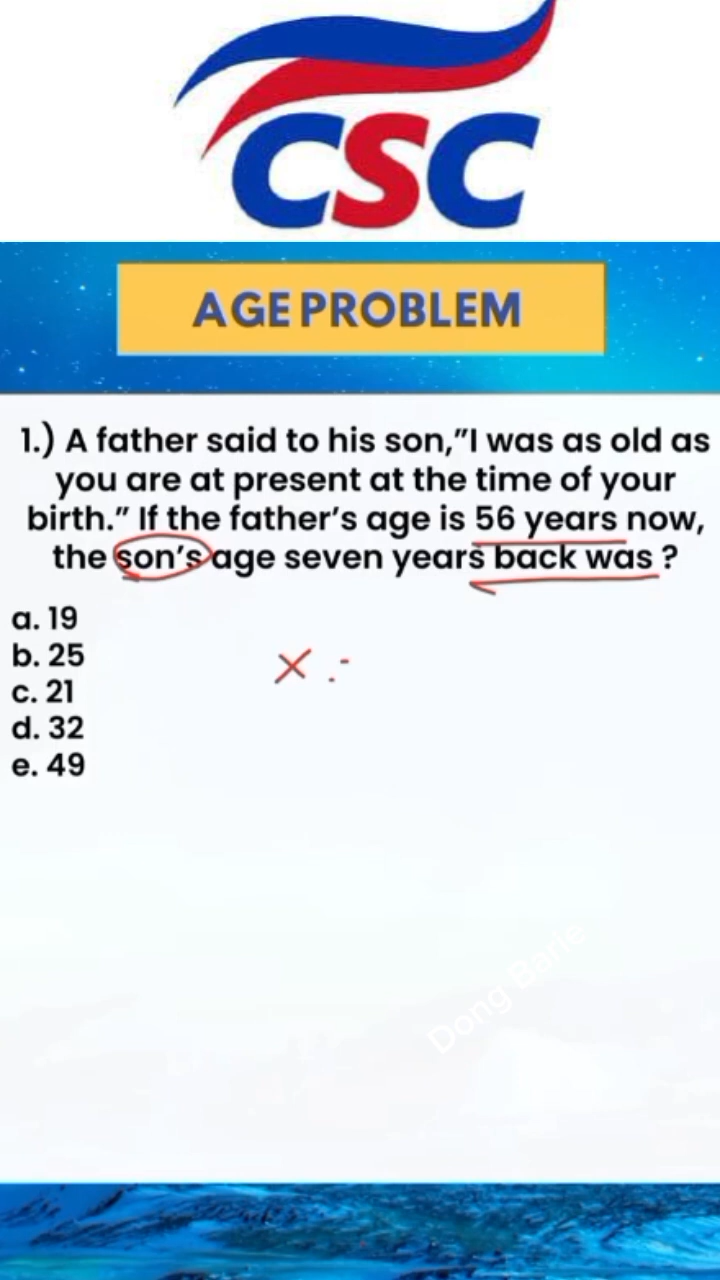 CSC
AGE PROBLEM
1.) A father said to his son,"I was as old as
you are at present at the time of your
birth." If the father's age is 56 years now,
the son's age seven years back was ?
a. 19
b. 25
c. 21
d. 32
e. 49
x :-
Dong Barle